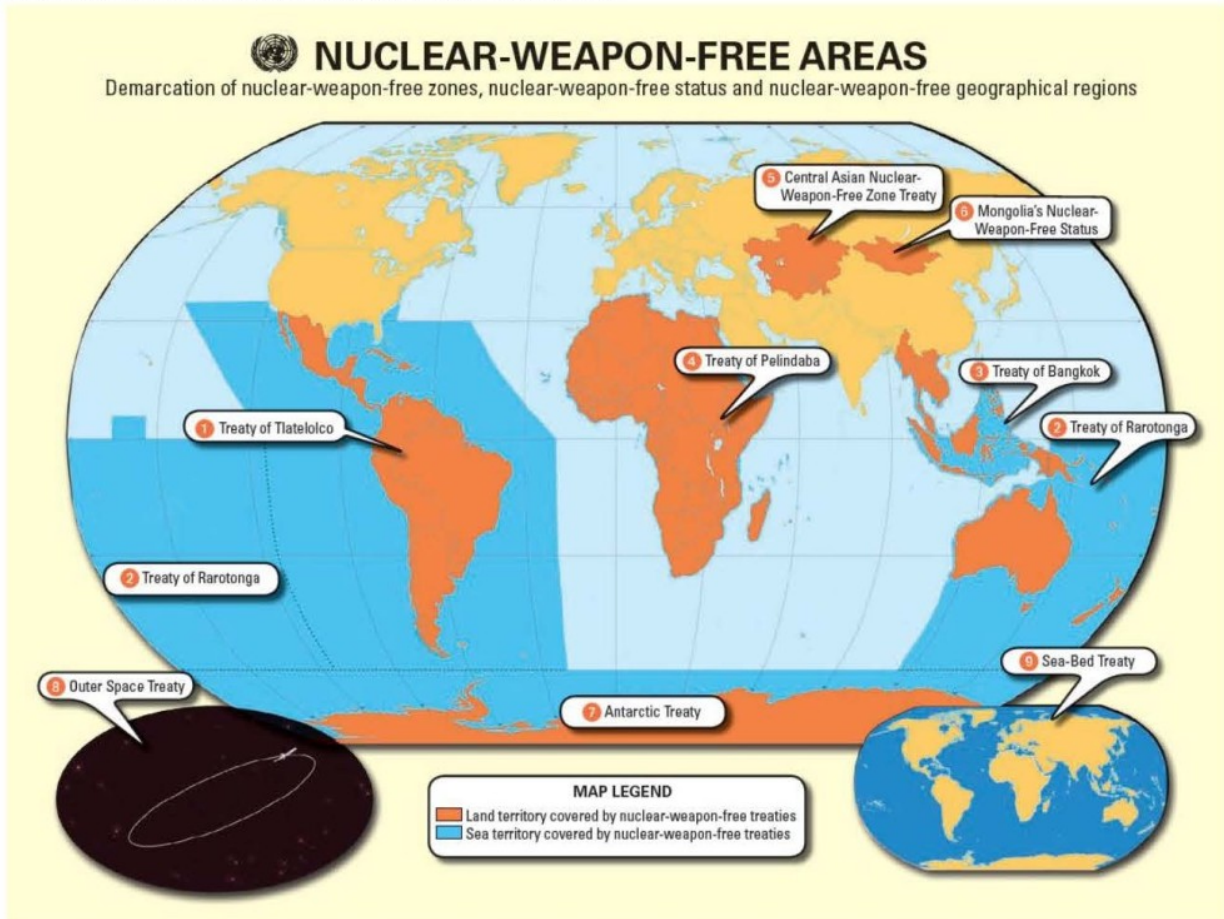 NUCLEAR-WEAPON-FREE AREAS
Demarcation of nuclear-weapon-free zones, nuclear-weapon-free status and nuclear-weapon-free geographical regions
5 Central Asian Nuclear-
Weapon-Free Zone Treaty
6 Mongolia's Nuclear-
Weapon-Free Status
4 Treaty of Pelindaba
3 Treaty of Bangkok
1 Treaty of Tlatelolco
2 Treaty of Rarotonga
2 Treaty of Rarotonga
9 Sea-Bed Treaty
8 Outer Space Treaty
7 Antarctic Treaty
MAP LEGEND
Land territory covered by nuclear-weapon-free treaties
Sea territory covered by nuclear-weapon-free treaties